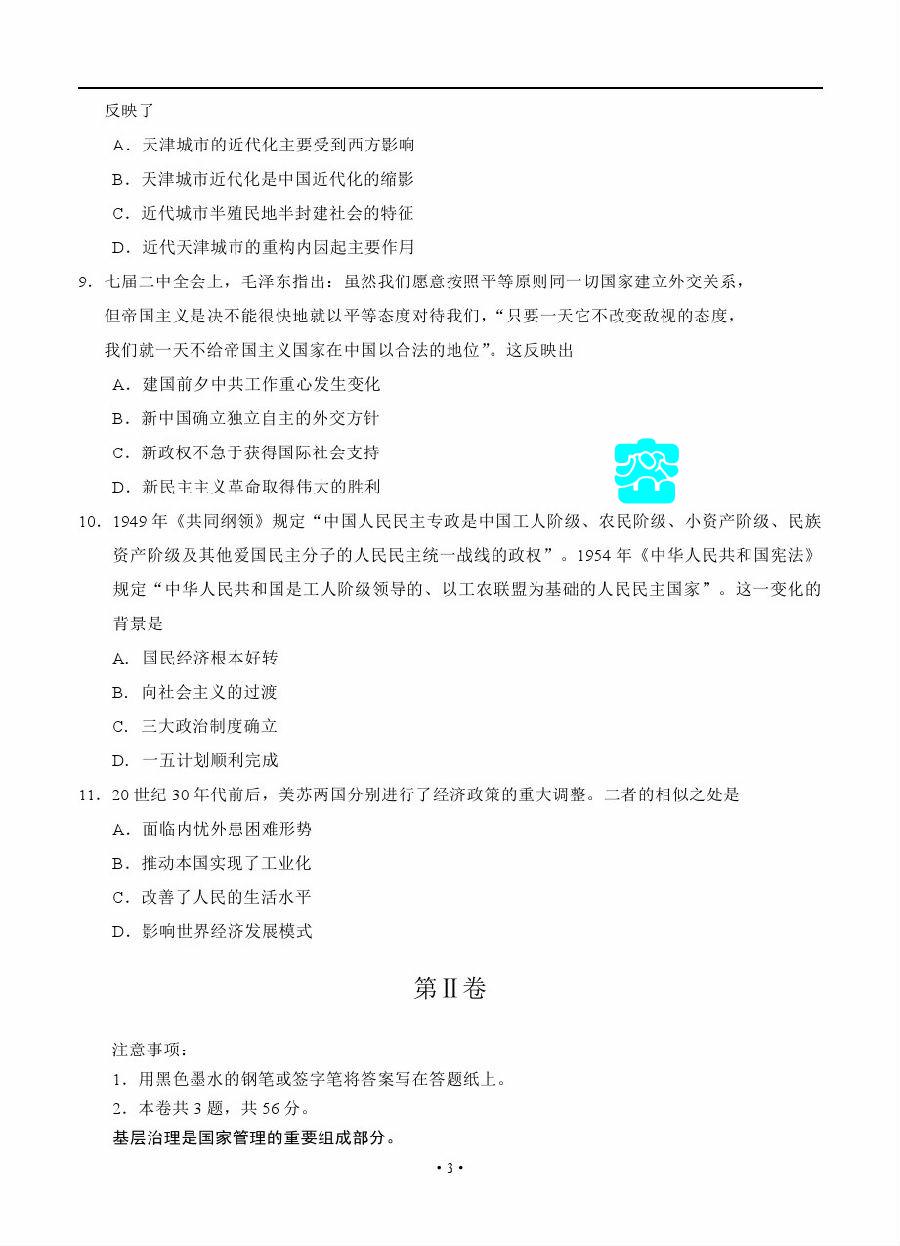 反映了
A．天津城市的近代化主要受到西方影响
B．天津城市近代化是中国近代化的缩影
C．近代城市半殖民地半封建社会的特征
D．近代天津城市的重构内因起主要作用
9．七届二中全会上，毛泽东指出：虽然我们愿意按照平等原则同一切国家建立外交关系，
但帝国主义是决不能很快地就以平等态度对待我们，“只要一天它不改变敌视的态度，
我们就一天不给帝国主义国家在中国以合法的地位”。这反映出
A．建国前夕中共工作重心发生变化
B．新中国确立独立自主的外交方针
C．新政权不急于获得国际社会支持
D．新民主主义革命取得伟大的胜利
10．1949年《共同纲领》规定“中国人民民主专政是中国工人阶级、农民阶级、小资产阶级、民族
资产阶级及其他爱国民主分子的人民民主统一战线的政权”。1954年《中华人民共和国宪法》
规定“中华人民共和国是工人阶级领导的、以工农联盟为基础的人民民主国家”。这一变化的
背景是
A．国民经济根本好转
B．向社会主义的过渡
C．三大政治制度确立
D．一五计划顺利完成
11．20世纪30年代前后，美苏两国分别进行了经济政策的重大调整。二者的相似之处是
A．面临内忧外患困难形势
B．推动本国实现了工业化
C．改善了人民的生活水平
D．影响世界经济发展模式
第Ⅱ卷
注意事项：
1．用黑色墨水的钢笔或签字笔将答案写在答题纸上。
2．本卷共3题，共56分。
基层治理是国家管理的重要组成部分。
·3·